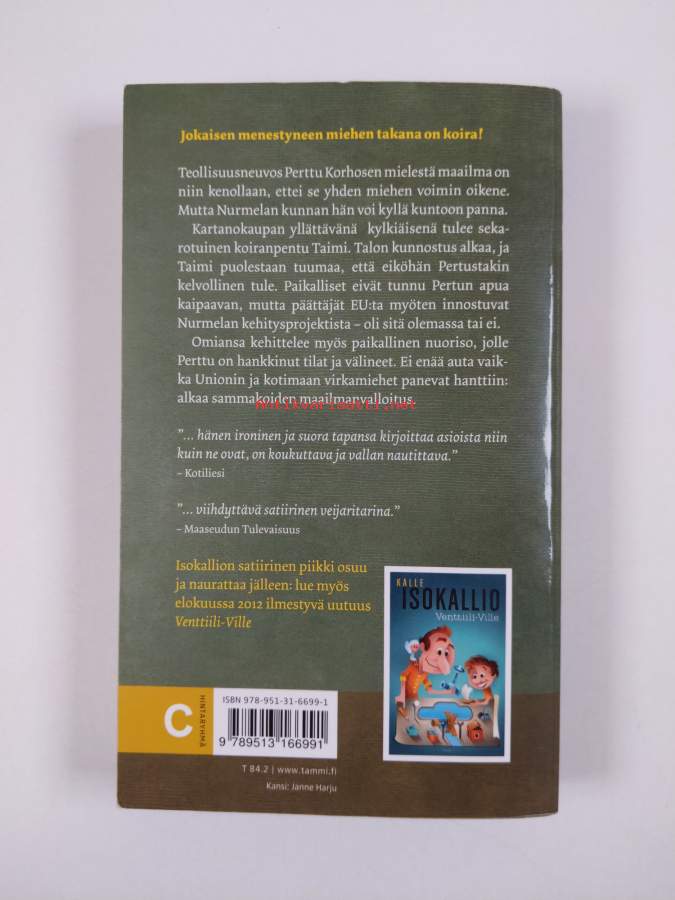 Jokaisen menestyneen miehen takana on koira!
Teollisuusneuvos Perttu Korhosen mielestä maailma on
niin kenollaan, ettei se yhden miehen voimin oikene.
Mutta Nurmelan kunnan hän voi kyllä kuntoon panna.
Kartanokaupan yllättävänä kylkiäisenä tulee seka-
rotuinen koiranpentu Taimi. Talon kunnostus alkaa, ja
Taimi puolestaan tuumaa, että eiköhän Pertustakin
kelvollinen tule. Paikalliset eivät tunnu Pertun apua
kaipaavan, mutta päättäjät EU:ta myöten innostuvat
Nurmelan kehitysprojektista – oli sitä olemassa tai ei.
Omiansa kehittelee myös paikallinen nuoriso, jolle
Perttu on hankkinut tilat ja välineet. Ei enää auta vaik-
ka Unionin ja kotimaan virkamiehet panevat hanttiin:
alkaa sammakoiden maailmanvalloitus.
Antikvariaatti.net
"... hänen ironinen ja suora tapansa kirjoittaa asioista niin
kuin ne ovat, on koukuttava ja vallan nautittava."
– Kotiliesi
"... viihdyttävä satiirinen veijaritarina."
– Maaseudun Tulevaisuus
Isokallion satiirinen piikki osuu
ja naurattaa jälleen: lue myös
elokuussa 2012 ilmestyvä uutuus
Venttiili-Ville
KALLE
ISOKALLIO
Venttiili-Ville
C
HINTARYHMÄ
ISBN 978-951-31-6699-1
9 789513 166991
T 84.2 | www.tammi.fi
Kansi: Janne Harju